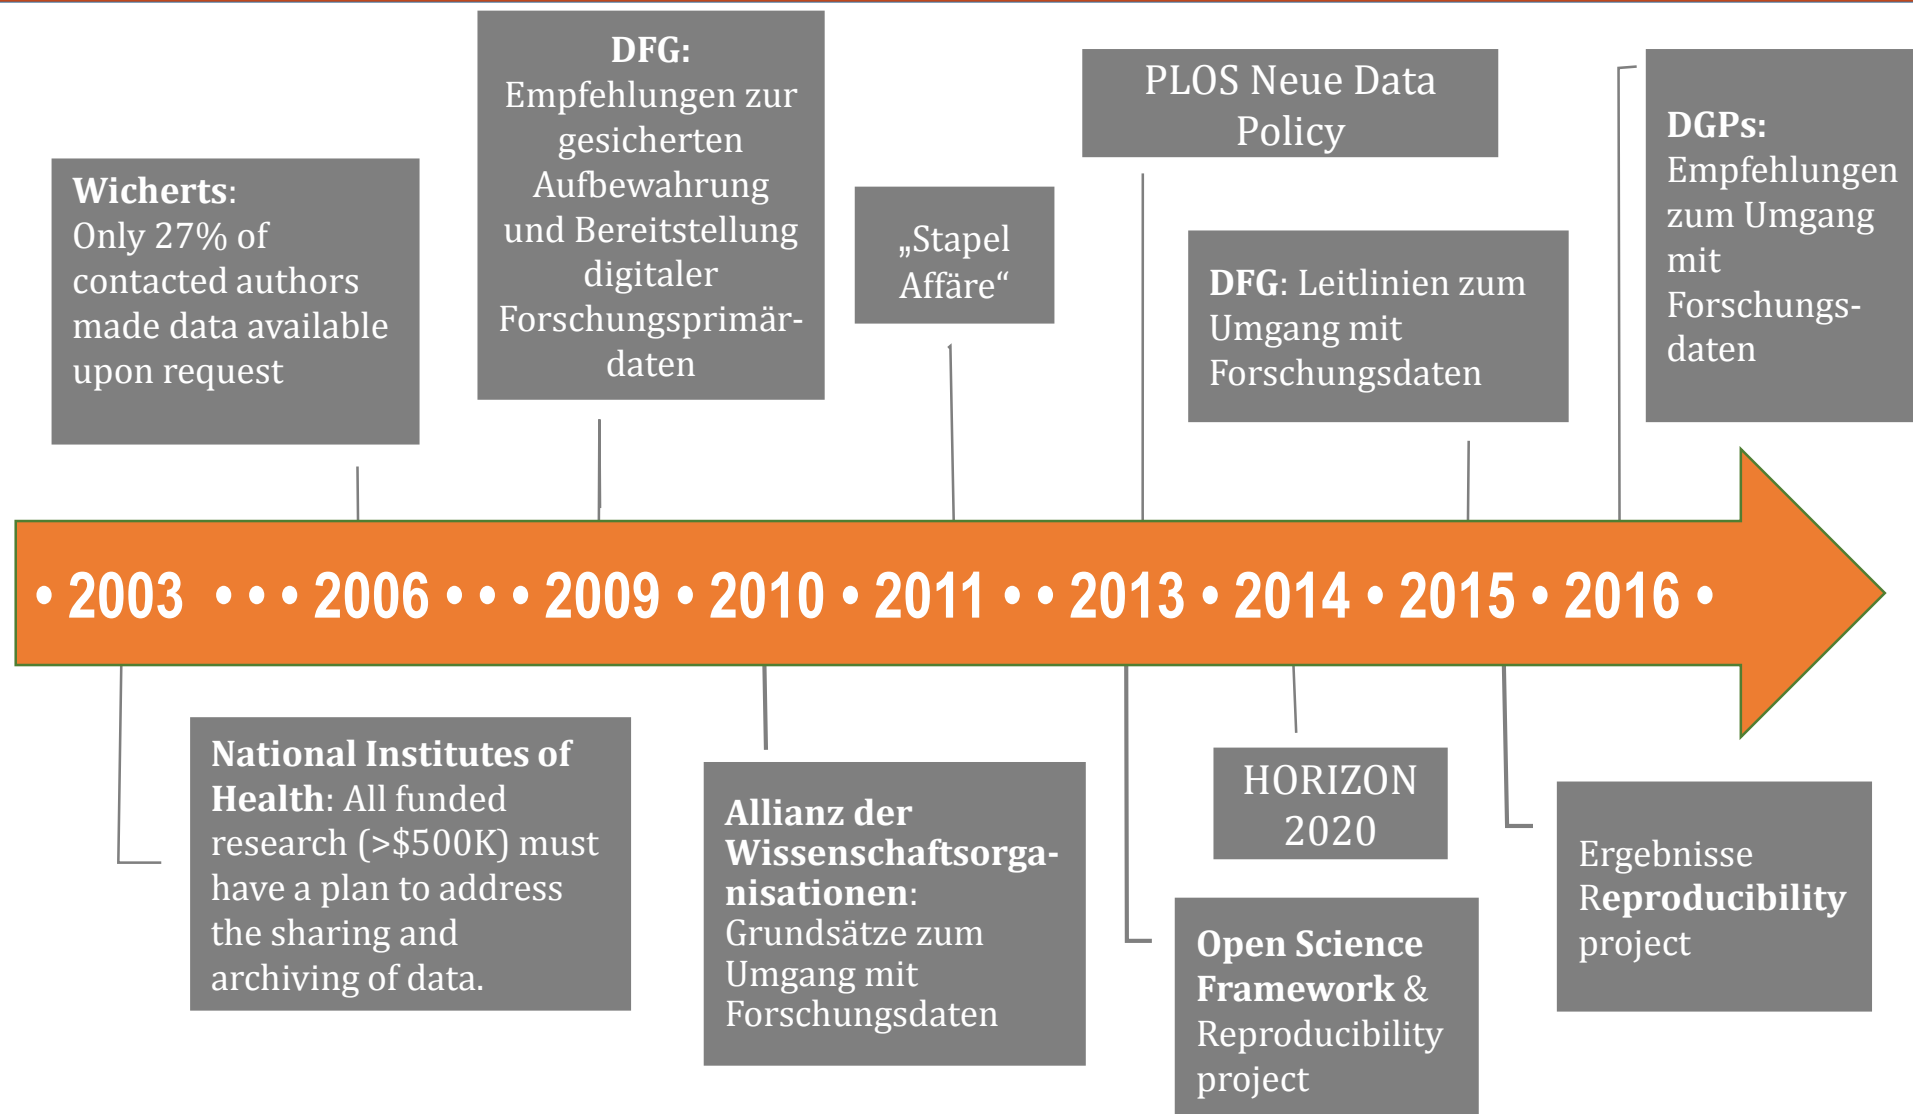 DFG:
Empfehlungen zur
gesicherten
Aufbewahrung
und Bereitstellung
digitaler
Forschungsprimär-
daten
PLOS Neue Data
Policy
DGPs:
Empfehlungen
zum Umgang
mit
Forschungs-
daten
Wicherts:
Only 27% of
contacted authors
made data available
upon request
„Stapel
Affäre“
DFG: Leitlinien zum
Umgang mit
Forschungsdaten
• 2003 • • • 2006 • • • 2009 • 2010 • 2011 • • 2013 • 2014 • 2015 • 2016 •
National Institutes of
Health: All funded
research (>$500K) must
have a plan to address
the sharing and
archiving of data.
Allianz der
Wissenschaftsorga-
nisationen:
Grundsätze zum
Umgang mit
Forschungsdaten
HORIZON
2020
Open Science
Framework &
Reproducibility
project
Ergebnisse
Reproducibility
project